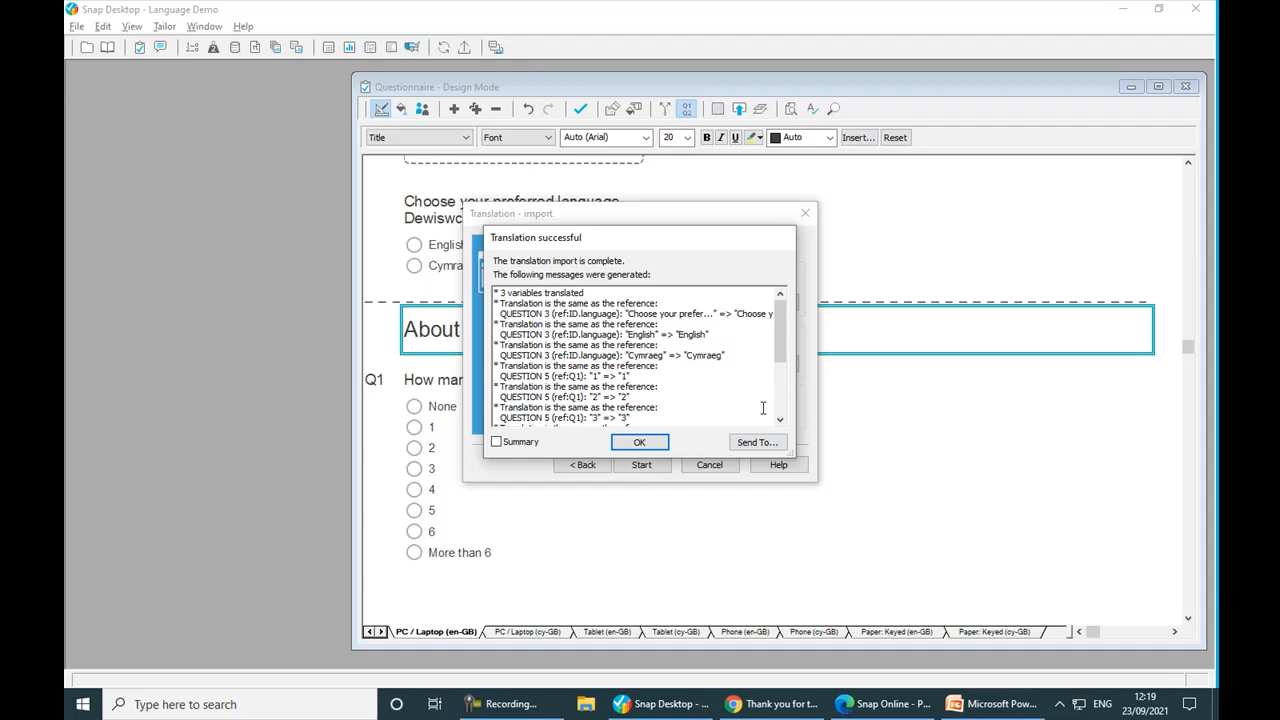 Snap Desktop - Language Demo
File Edit View Tailor Window Help
Questionnaire - Design Mode
Q1
Q2
Title Font Auto (Arial) 20 B I U Auto Insert... Reset
Choose your preferred language
Dewiswc
English
Cymra
Translation - import
Translation successful
The translation import is complete.
The following messages were generated:
* 3 variables translated
* Translation is the same as the reference:
QUESTION 3 (ref:ID.language): "Choose your prefer..." => "Choose y
* Translation is the same as the reference:
QUESTION 3 (ref:ID.language): "English" => "English"
* Translation is the same as the reference:
QUESTION 3 (ref:ID.language): "Cymraeg" => "Cymraeg"
* Translation is the same as the reference:
QUESTION 5 (ref:Q1): "1" => "1"
* Translation is the same as the reference:
QUESTION 5 (ref:Q1): "2" => "2"
* Translation is the same as the reference:
QUESTION 5 (ref:Q1): "3" => "3"
Summary OK Send To...
< Back Start Cancel Help
About
Q1 How man
None
1
2
3
4
5
6
More than 6
PC / Laptop (en-GB) PC / Laptop (cy-GB) Tablet (en-GB) Tablet (cy-GB) Phone (en-GB) Phone (cy-GB) Paper: Keyed (en-GB) Paper: Keyed (cy-GB)
Type here to search Recording... Snap Desktop - ... Thank you for t... Snap Online - P... Microsoft Pow... ENG 12:19
23/09/2021